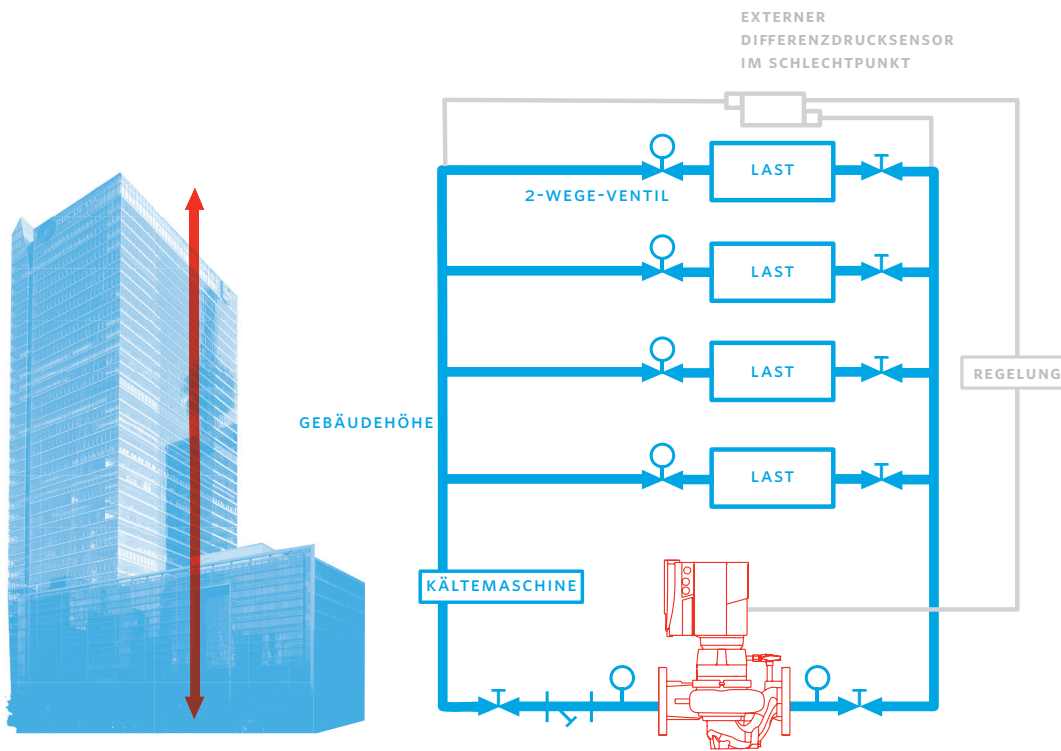 EXTERNER
DIFFERENZDRUCKSENSOR
IM SCHLECHTPUNKT
LAST
2-WEGE-VENTIL
LAST
LAST
REGELUNG
GEBÄUDEHÖHE
LAST
KÄLTEMASCHINE